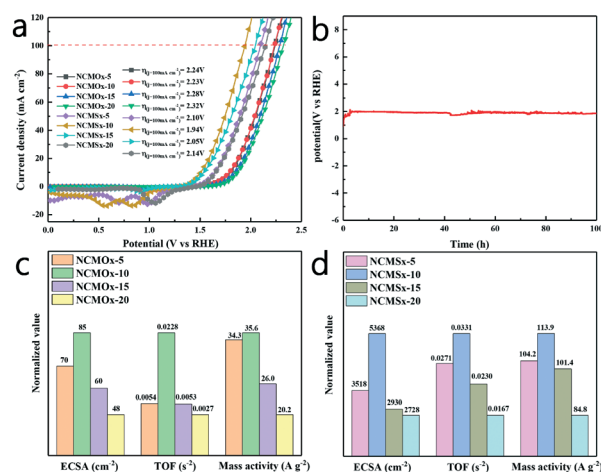 a
120
100
80
60
40
20
0
-20
Current density (mA cm-2)
NCMOx-5
NCMOx-10
NCMOx-15
NCMOx-20
NCMSx-5
NCMSx-10
NCMSx-15
NCMSx-20
η(j=100mA cm-2)= 2.24V
η(j=100mA cm-2)= 2.23V
η(j=100mA cm-2)= 2.28V
η(j=100mA cm-2)= 2.32V
η(j=100mA cm-2)= 2.10V
η(j=100mA cm-2)= 1.94V
η(j=100mA cm-2)= 2.05V
η(j=100mA cm-2)= 2.14V
0.0 0.5 1.0 1.5 2.0 2.5
Potential (V vs RHE)
b
8
6
4
2
0
-2
-4
-6
potential(V vs RHE)
0 20 40 60 80 100
Time (h)
c
NCMOx-5
NCMOx-10
NCMOx-15
NCMOx-20
Normalized value
70 85 60 48
0.0054 0.0228 0.0053 0.0027
34.3 35.6 26.0 20.2
ECSA (cm-2) TOF (s-2) Mass activity (A g-2)
d
NCMSx-5
NCMSx-10
NCMSx-15
NCMSx-20
Normalized value
3518 5368 2930 2728
0.0271 0.0331 0.0230 0.0167
104.2 113.9 101.4 84.8
ECSA (cm-2) TOF (s-2) Mass activity (A g-2)